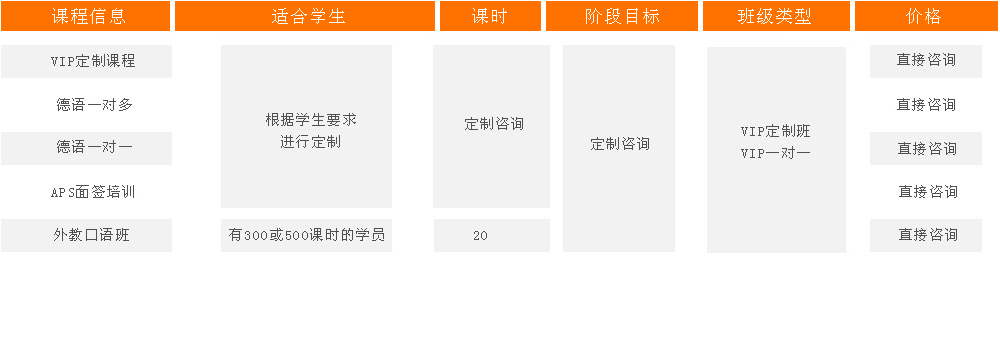 课程信息 适合学生 课时 阶段目标 班级类型 价格
VIP定制课程 直接咨询
德语一对多 直接咨询
根据学生要求
进行定制
定制咨询
定制咨询
VIP定制班
VIP一对一
德语一对一 直接咨询
APS面签培训 直接咨询
外教口语班 有300或500课时的学员 20 直接咨询